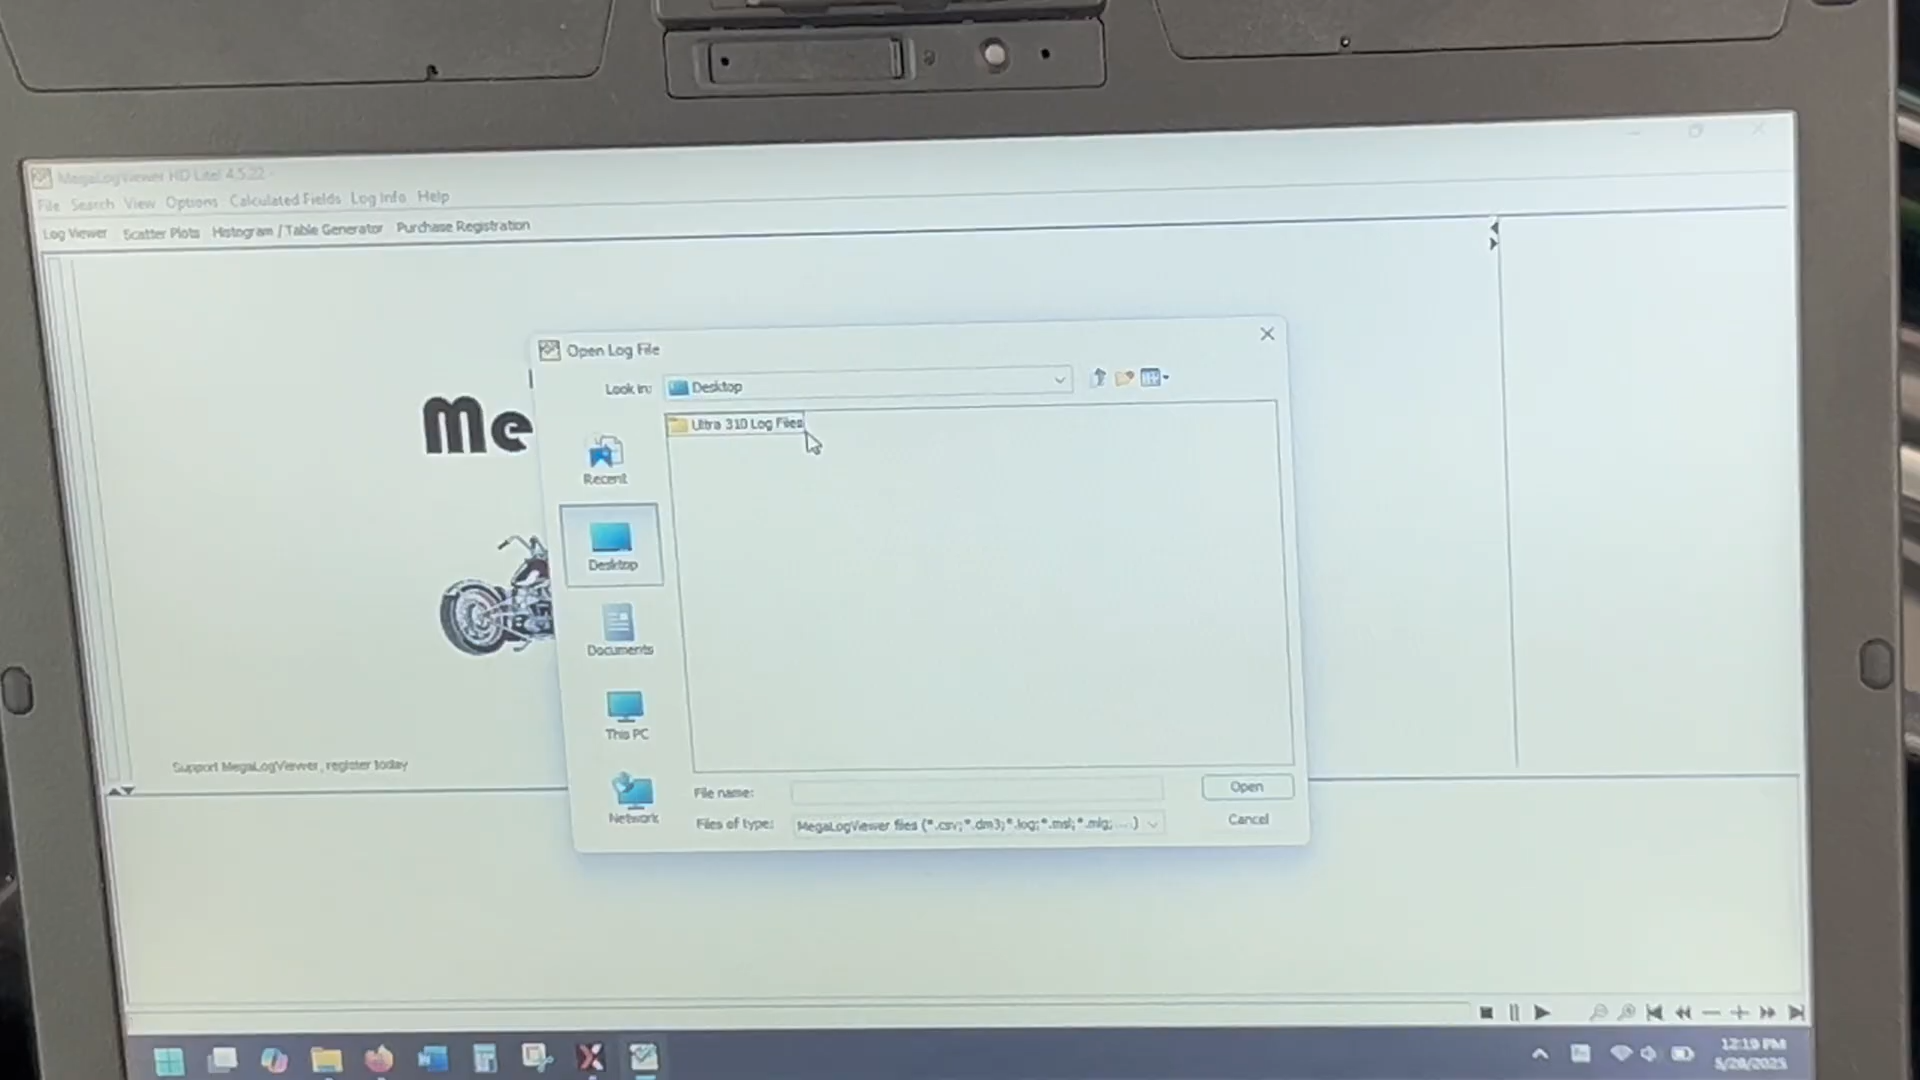 MegaLogViewer HD Lite! 4.5.22 -
File Search View Options Calculated Fields Log Info Help
Log Viewer Scatter Plots Histogram / Table Generator Purchase Registration
Open Log File
Look in: Desktop
Ultra 310 Log Files
Me
Recent
Desktop
Documents
This PC
Network
Support MegaLogViewer, register today
File name:
Open
Files of type: MegaLogViewer files (*.csv;*.dm3;*.log;*.msl;*.mlg; ...)
Cancel
12:19 PM
5/28/2025